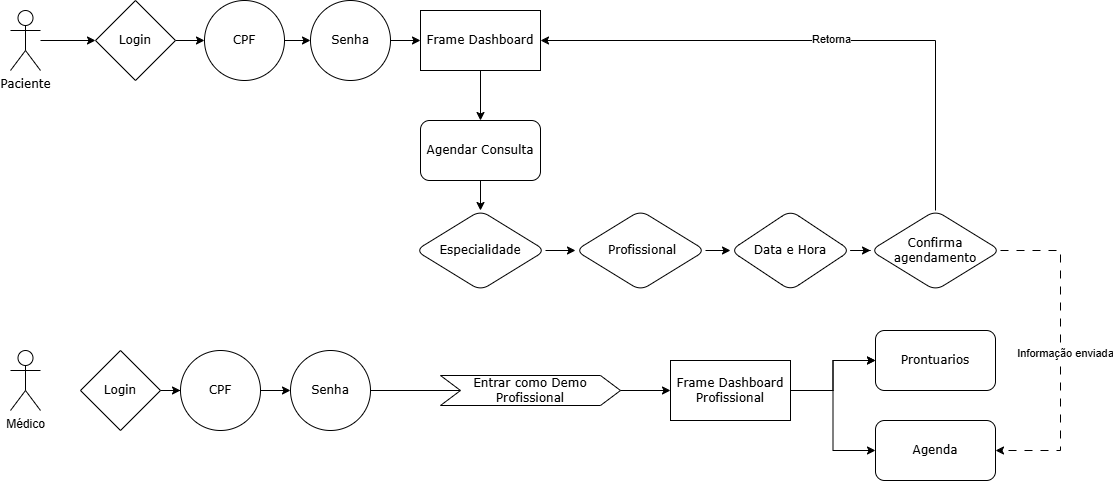 Paciente
Login
CPF
Senha
Frame Dashboard
Retorna
Agendar Consulta
Especialidade
Profissional
Data e Hora
Confirma
agendamento
Informação enviada
Médico
Login
CPF
Senha
Entrar como Demo
Profissional
Frame Dashboard
Profissional
Prontuarios
Agenda